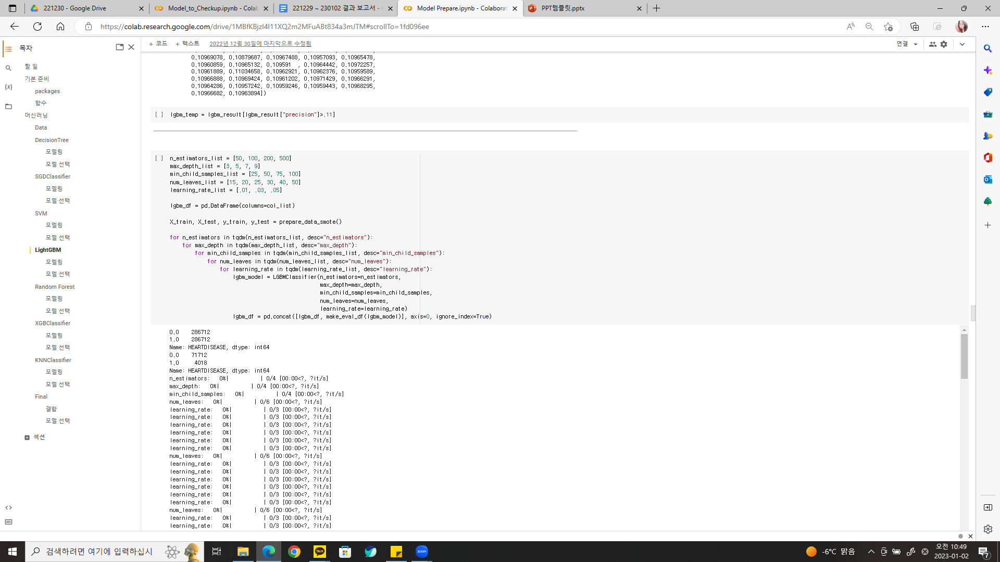 221230 - Google Drive
Model_to_Checkup.ipynb - Colab
221229 ~ 230102 결과 보고서 - G
Model Prepare.ipynb - Colaborat
PPT템플릿.pptx
https://colab.research.google.com/drive/1MBfKBjzI4I11XQ2m2MFuABt834a3mJTM#scrollTo=1fd096ee
목차
+ 코드 + 텍스트 2022년 12월 30일에 마지막으로 수정됨
연결
할 일
기본 준비
packages
함수
머신러닝
Data
DecisionTree
모델링
모델 선택
SGDClassifier
모델링
모델 선택
SVM
모델링
모델 선택
LightGBM
모델링
모델 선택
Random Forest
모델링
모델 선택
XGBClassifier
모델링
모델 선택
KNNClassifier
모델링
모델 선택
Final
결합
모델 선택
섹션
0.10969078, 0.10879687, 0.10967488, 0.10957093, 0.10965478,
0.10960859, 0.10965132, 0.109591 , 0.10964442, 0.10972257,
0.10961889, 0.11034658, 0.10962921, 0.10962376, 0.10959589,
0.10966888, 0.10969424, 0.10961202, 0.10971429, 0.10966291,
0.10964286, 0.10957242, 0.10959246, 0.10959443, 0.10968295,
0.10966682, 0.10963894])
[ ] lgbm_temp = lgbm_result[lgbm_result["precision"]>.11]
[ ] n_estimators_list = [50, 100, 200, 500]
max_depth_list = [3, 5, 7, 9]
min_child_samples_list = [25, 50, 75, 100]
num_leaves_list = [15, 20, 25, 30, 40, 50]
learning_rate_list = [.01, .03, .05]
lgbm_df = pd.DataFrame(columns=col_list)
X_train, X_test, y_train, y_test = prepare_data_smote()
for n_estimators in tqdm(n_estimators_list, desc="n_estimators"):
for max_depth in tqdm(max_depth_list, desc="max_depth"):
for min_child_samples in tqdm(min_child_samples_list, desc="min_child_samples"):
for num_leaves in tqdm(num_leaves_list, desc="num_leaves"):
for learning_rate in tqdm(learning_rate_list, desc="learning_rate"):
lgbm_model = LGBMClassifier(n_estimators=n_estimators,
max_depth=max_depth,
min_child_samples=min_child_samples,
num_leaves=num_leaves,
learning_rate=learning_rate)
lgbm_df = pd.concat([lgbm_df, make_eval_df(lgbm_model)], axis=0, ignore_index=True)
0.0 286712
1.0 286712
Name: HEARTDISEASE, dtype: int64
0.0 71712
1.0 4018
Name: HEARTDISEASE, dtype: int64
n_estimators: 0%| | 0/4 [00:00<?, ?it/s]
max_depth: 0%| | 0/4 [00:00<?, ?it/s]
min_child_samples: 0%| | 0/4 [00:00<?, ?it/s]
num_leaves: 0%| | 0/6 [00:00<?, ?it/s]
learning_rate: 0%| | 0/3 [00:00<?, ?it/s]
learning_rate: 0%| | 0/3 [00:00<?, ?it/s]
learning_rate: 0%| | 0/3 [00:00<?, ?it/s]
learning_rate: 0%| | 0/3 [00:00<?, ?it/s]
learning_rate: 0%| | 0/3 [00:00<?, ?it/s]
learning_rate: 0%| | 0/3 [00:00<?, ?it/s]
num_leaves: 0%| | 0/6 [00:00<?, ?it/s]
learning_rate: 0%| | 0/3 [00:00<?, ?it/s]
learning_rate: 0%| | 0/3 [00:00<?, ?it/s]
learning_rate: 0%| | 0/3 [00:00<?, ?it/s]
learning_rate: 0%| | 0/3 [00:00<?, ?it/s]
learning_rate: 0%| | 0/3 [00:00<?, ?it/s]
learning_rate: 0%| | 0/3 [00:00<?, ?it/s]
num_leaves: 0%| | 0/6 [00:00<?, ?it/s]
learning_rate: 0%| | 0/3 [00:00<?, ?it/s]
learning_rate: 0%| | 0/3 [00:00<?, ?it/s]
검색하려면 여기에 입력하십시
TALK
zoom
-6°C 맑음
오전 10:49
2023-01-02
7